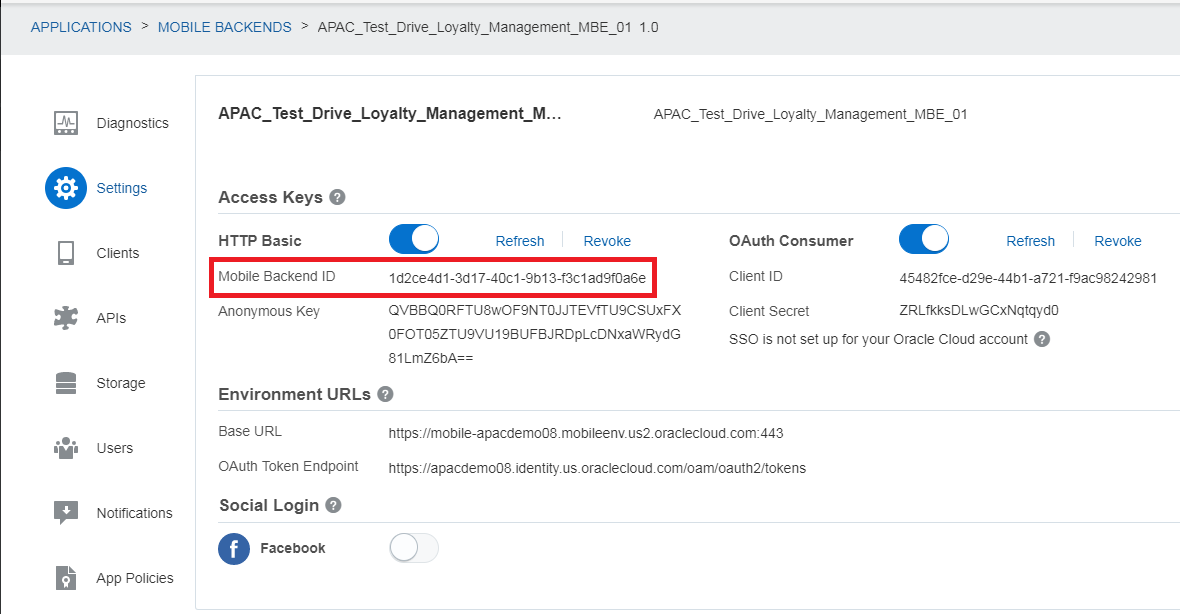 APPLICATIONS > MOBILE BACKENDS > APAC_Test_Drive_Loyalty_Management_MBE_01 1.0
Diagnostics
Settings
Clients
APIs
Storage
Users
Notifications
App Policies
APAC_Test_Drive_Loyalty_Management_M... APAC_Test_Drive_Loyalty_Management_MBE_01
Access Keys ?
HTTP Basic Refresh Revoke
Mobile Backend ID 1d2ce4d1-3d17-40c1-9b13-f3c1ad9f0a6e
Anonymous Key QVBBQ0RFTU8wOF9NT0JJTEVfTU9CSUxFX
0FOT05ZTU9VU19BUFBJRDpLcDNxaWRydG
81LmZ6bA==
OAuth Consumer Refresh Revoke
Client ID 45482fce-d29e-44b1-a721-f9ac98242981
Client Secret ZRLfkksDLwGCxNqtqyd0
SSO is not set up for your Oracle Cloud account ?
Environment URLs ?
Base URL https://mobile-apacdemo08.mobileenv.us2.oraclecloud.com:443
OAuth Token Endpoint https://apacdemo08.identity.us.oraclecloud.com/oam/oauth2/tokens
Social Login ?
f Facebook